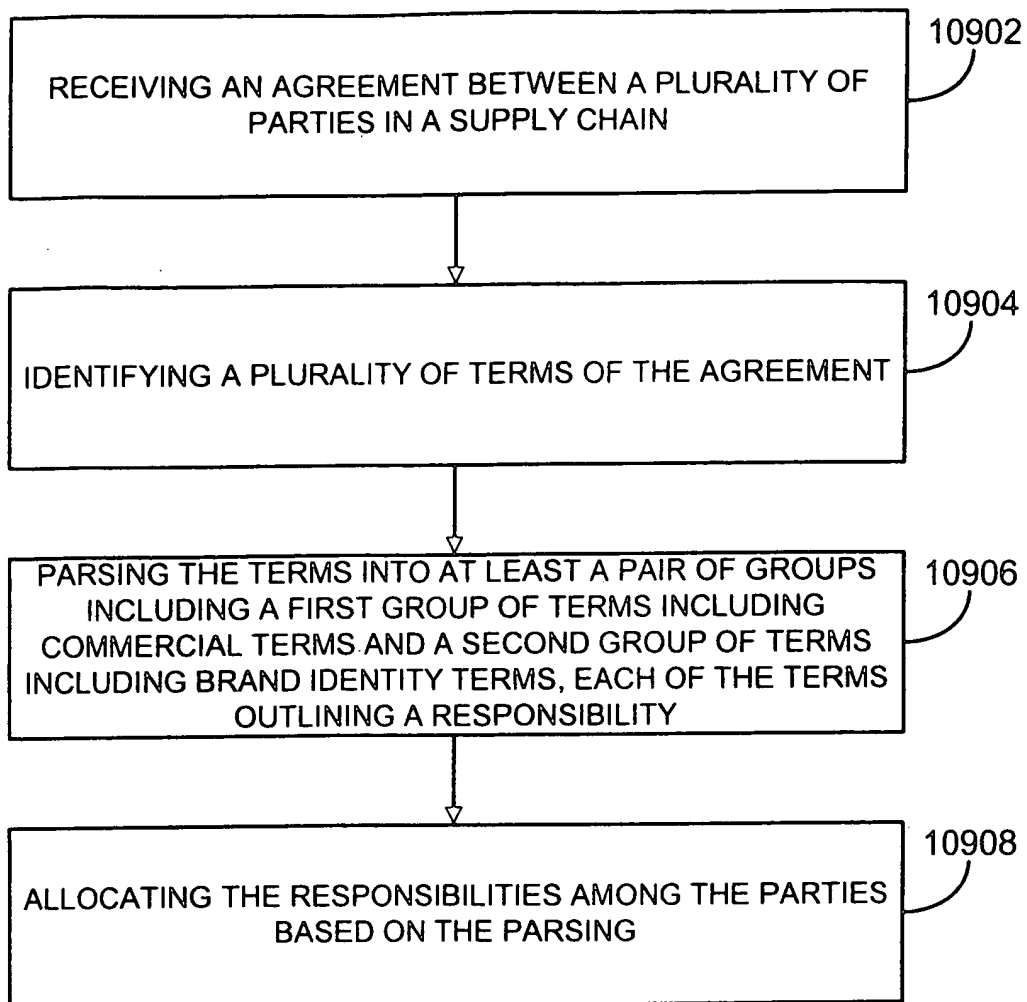 10902
RECEIVING AN AGREEMENT BETWEEN A PLURALITY OF
PARTIES IN A SUPPLY CHAIN
10904
IDENTIFYING A PLURALITY OF TERMS OF THE AGREEMENT
10906
PARSING THE TERMS INTO AT LEAST A PAIR OF GROUPS
INCLUDING A FIRST GROUP OF TERMS INCLUDING
COMMERCIAL TERMS AND A SECOND GROUP OF TERMS
INCLUDING BRAND IDENTITY TERMS, EACH OF THE TERMS
OUTLINING A RESPONSIBILITY
10908
ALLOCATING THE RESPONSIBILITIES AMONG THE PARTIES
BASED ON THE PARSING